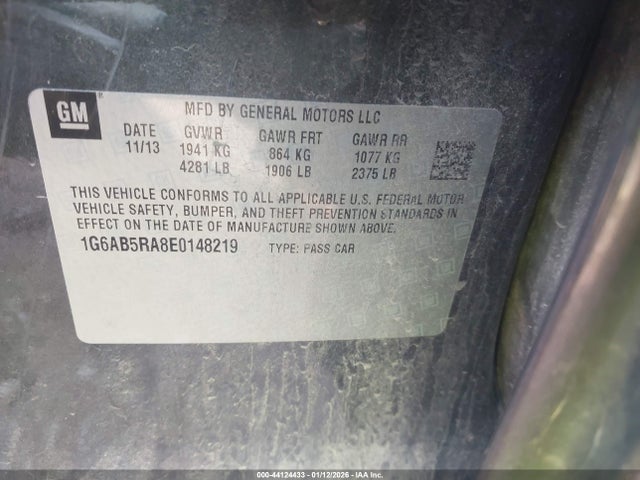 GM
MFD BY GENERAL MOTORS LLC
DATE GVWR GAWR FRT GAWR RR
11/13 1941 KG 864 KG 1077 KG
4281 LB 1906 LB 2375 LB
THIS VEHICLE CONFORMS TO ALL APPLICABLE U.S. FEDERAL MOTOR
VEHICLE SAFETY, BUMPER, AND THEFT PREVENTION STANDARDS IN
EFFECT ON THE DATE OF MANUFACTURE SHOWN ABOVE.
1G6AB5RA8E0148219 TYPE: PASS CAR
000-44124433 - 01/12/2026 - IAA Inc.